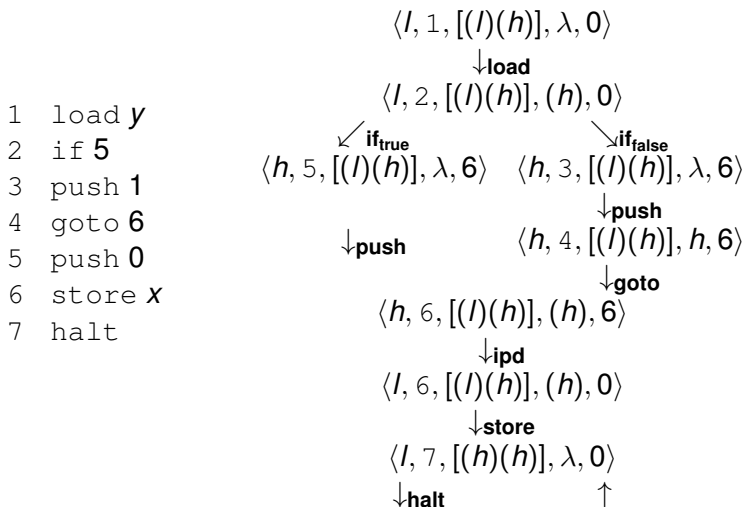 1 load y
2 if 5
3 push 1
4 goto 6
5 push 0
6 store x
7 halt
⟨l, 1, [(l)(h)], λ, 0⟩
↓load
⟨l, 2, [(l)(h)], (h), 0⟩
↙if_true ↘if_false
⟨h, 5, [(l)(h)], λ, 6⟩ ⟨h, 3, [(l)(h)], λ, 6⟩
↓push
⟨h, 4, [(l)(h)], h, 6⟩
↓push
↓goto
⟨h, 6, [(l)(h)], (h), 6⟩
↓ipd
⟨l, 6, [(l)(h)], (h), 0⟩
↓store
⟨l, 7, [(h)(h)], λ, 0⟩
↓halt ↑